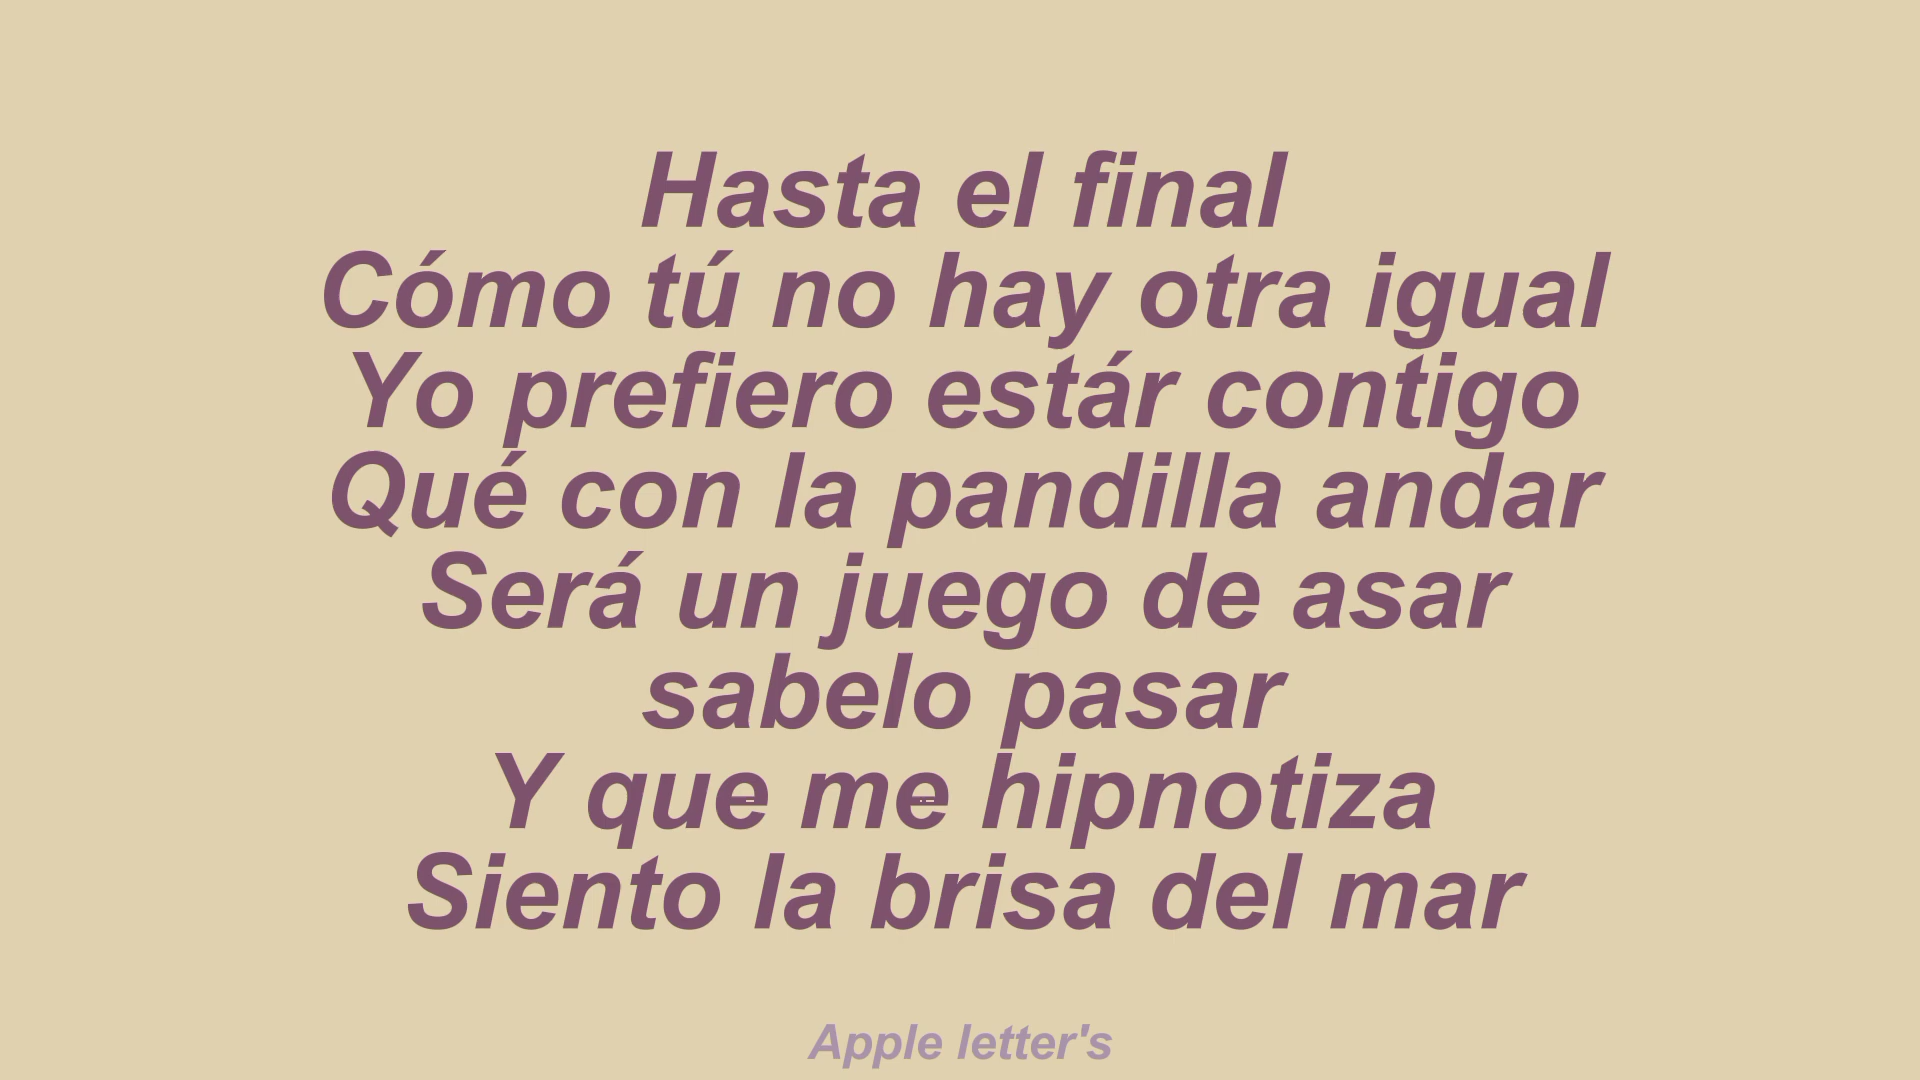 Hasta el final
Cómo tú no hay otra igual
Yo prefiero estár contigo
Qué con la pandilla andar
Será un juego de asar
sabelo pasar
Y que me hipnotiza
Siento la brisa del mar
Apple letter's